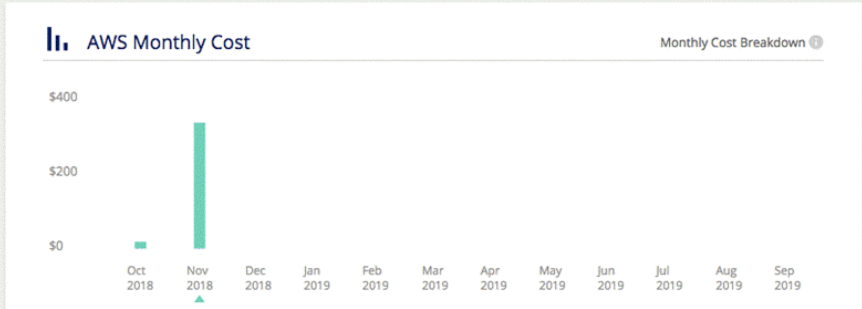 AWS Monthly Cost
Monthly Cost Breakdown
$400
$200
$0
Oct Nov Dec Jan Feb Mar Apr May Jun Jul Aug Sep
2018 2018 2018 2019 2019 2019 2019 2019 2019 2019 2019 2019